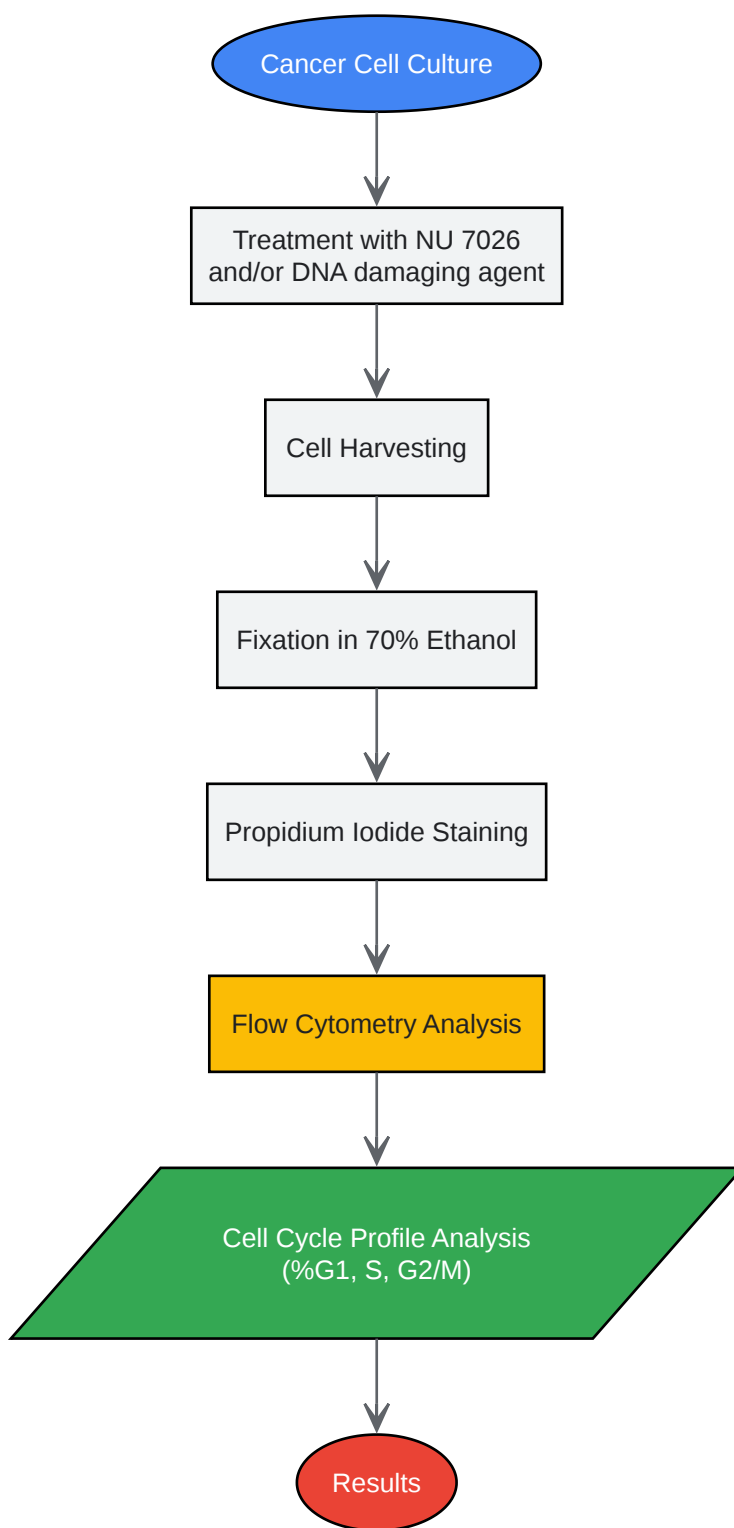 Cancer Cell Culture
Treatment with NU 7026
and/or DNA damaging agent
Cell Harvesting
Fixation in 70% Ethanol
Propidium Iodide Staining
Flow Cytometry Analysis
Cell Cycle Profile Analysis
(%G1, S, G2/M)
Results